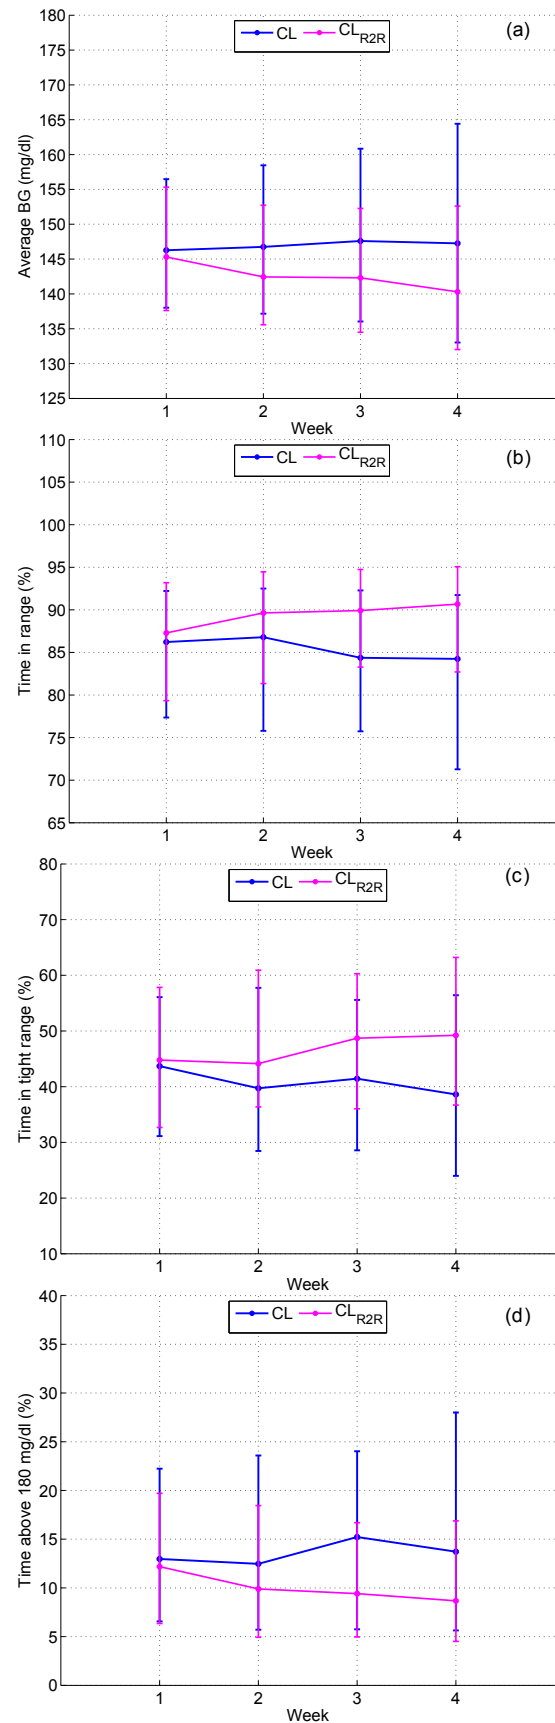 180
CL CL_R2R (a)
175
170
165
160
155
150
145
140
135
130
125
Average BG (mg/dl)
1 2 3 4
Week
110
CL CL_R2R (b)
105
100
95
90
85
80
75
70
65
Time in range (%)
1 2 3 4
Week
80
CL CL_R2R (c)
70
60
50
40
30
20
10
Time in tight range (%)
1 2 3 4
Week
40
CL CL_R2R (d)
35
30
25
20
15
10
5
0
Time above 180 mg/dl (%)
1 2 3 4
Week